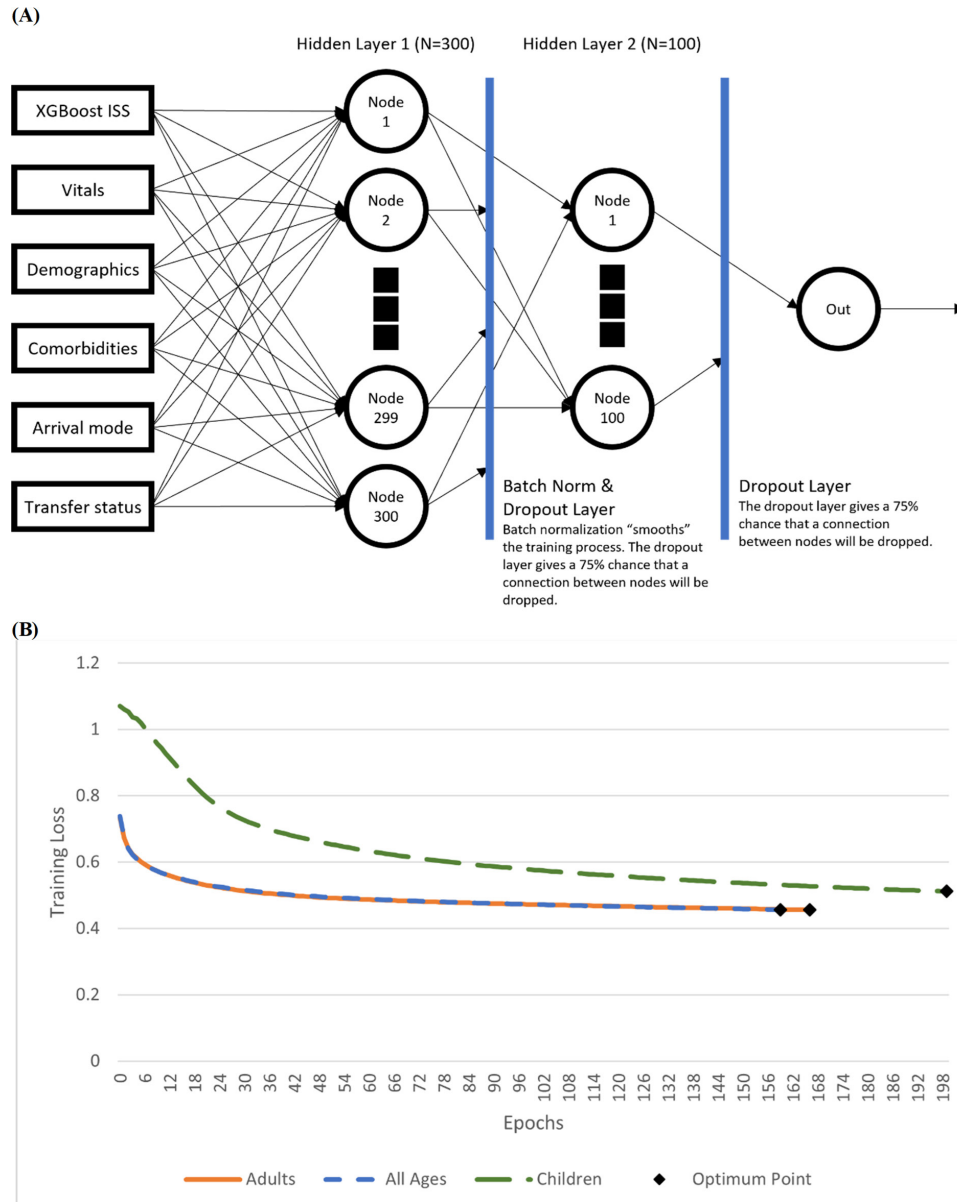 (A)
Hidden Layer 1 (N=300)
Hidden Layer 2 (N=100)
XGBoost ISS
Vitals
Demographics
Comorbidities
Arrival mode
Transfer status
Node
1
Node
2
Node
299
Node
300
Node
1
Node
100
Out
Batch Norm &
Dropout Layer
Batch normalization “smooths”
the training process. The dropout
layer gives a 75% chance that a
connection between nodes will be
dropped.
Dropout Layer
The dropout layer gives a 75%
chance that a connection
between nodes will be dropped.
(B)
Training Loss
1.2
1
0.8
0.6
0.4
0.2
0
0 6 12 18 24 30 36 42 48 54 60 66 72 78 84 90 96 102 108 114 120 126 132 138 144 150 156 162 168 174 180 186 192 198
Epochs
Adults All Ages Children Optimum Point